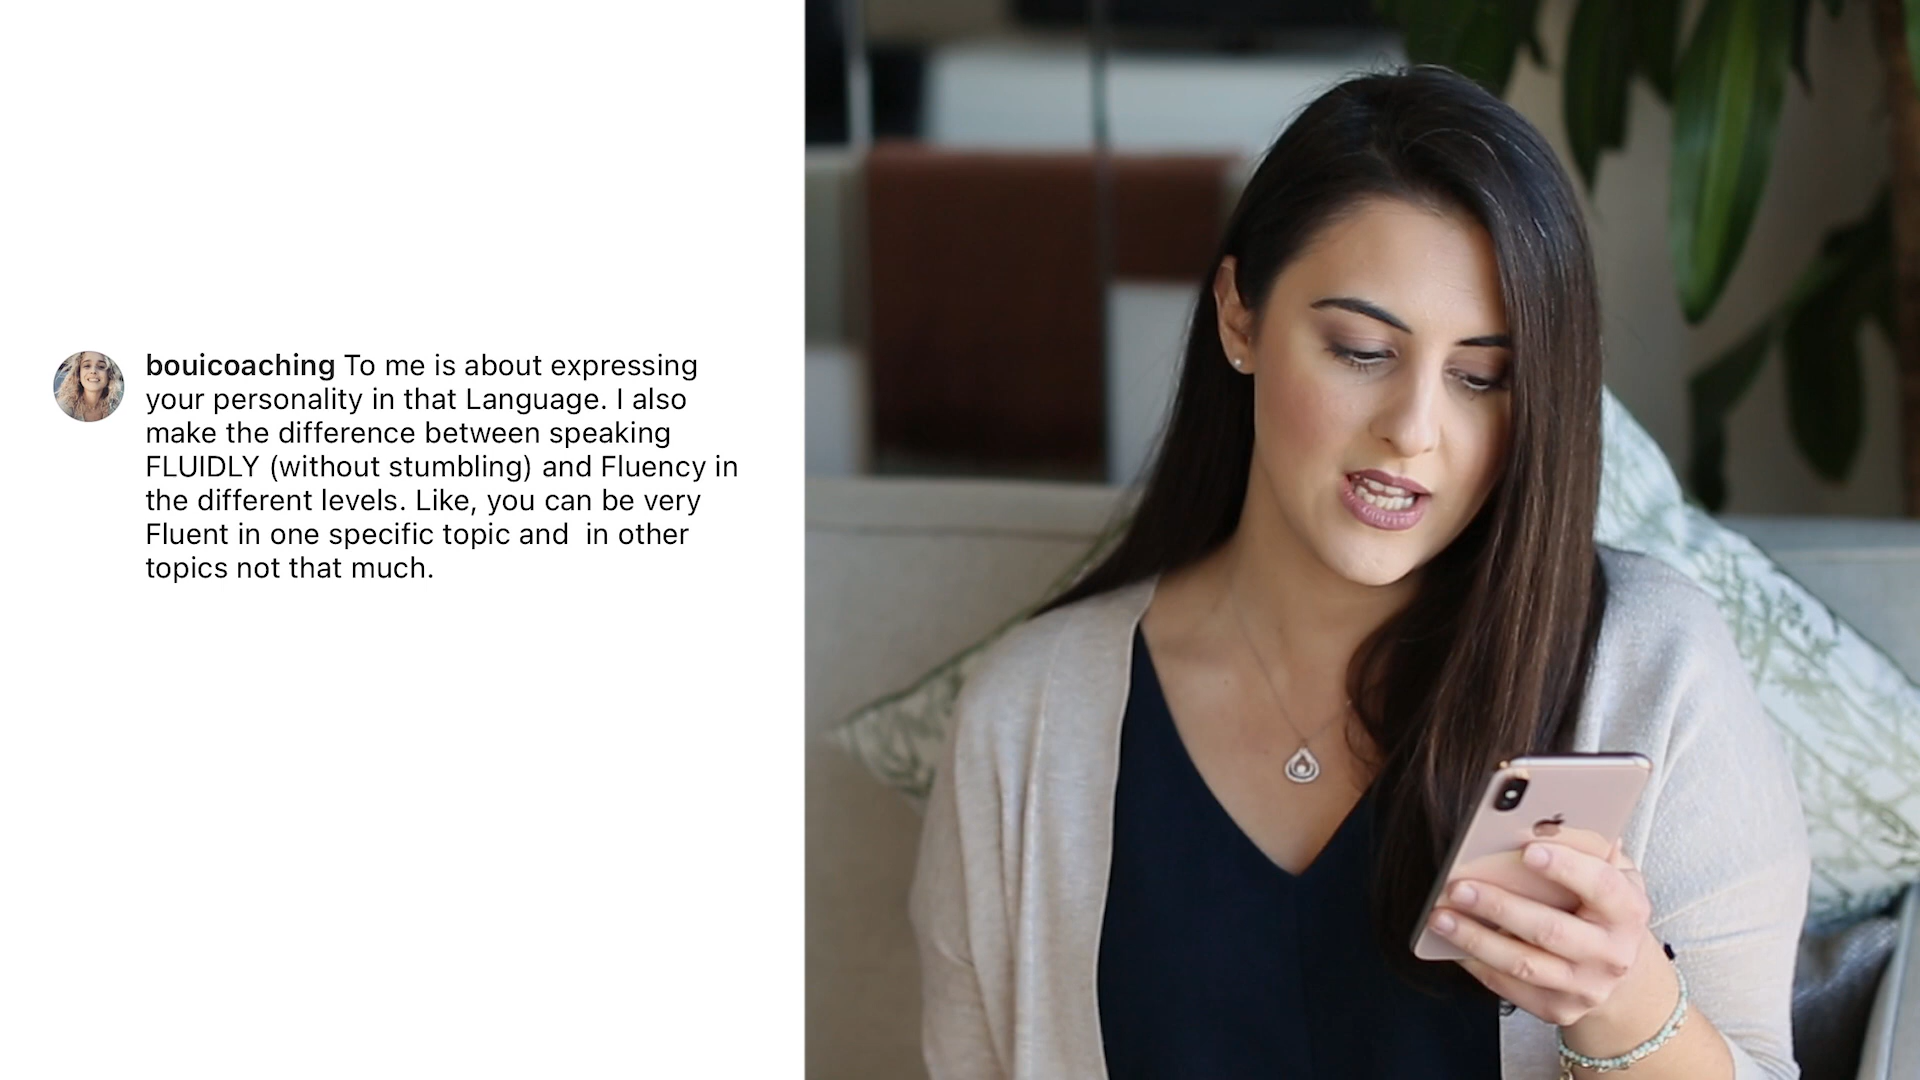 bouicoaching To me is about expressing
your personality in that Language. I also
make the difference between speaking
FLUIDLY (without stumbling) and Fluency in
the different levels. Like, you can be very
Fluent in one specific topic and  in other
topics not that much.